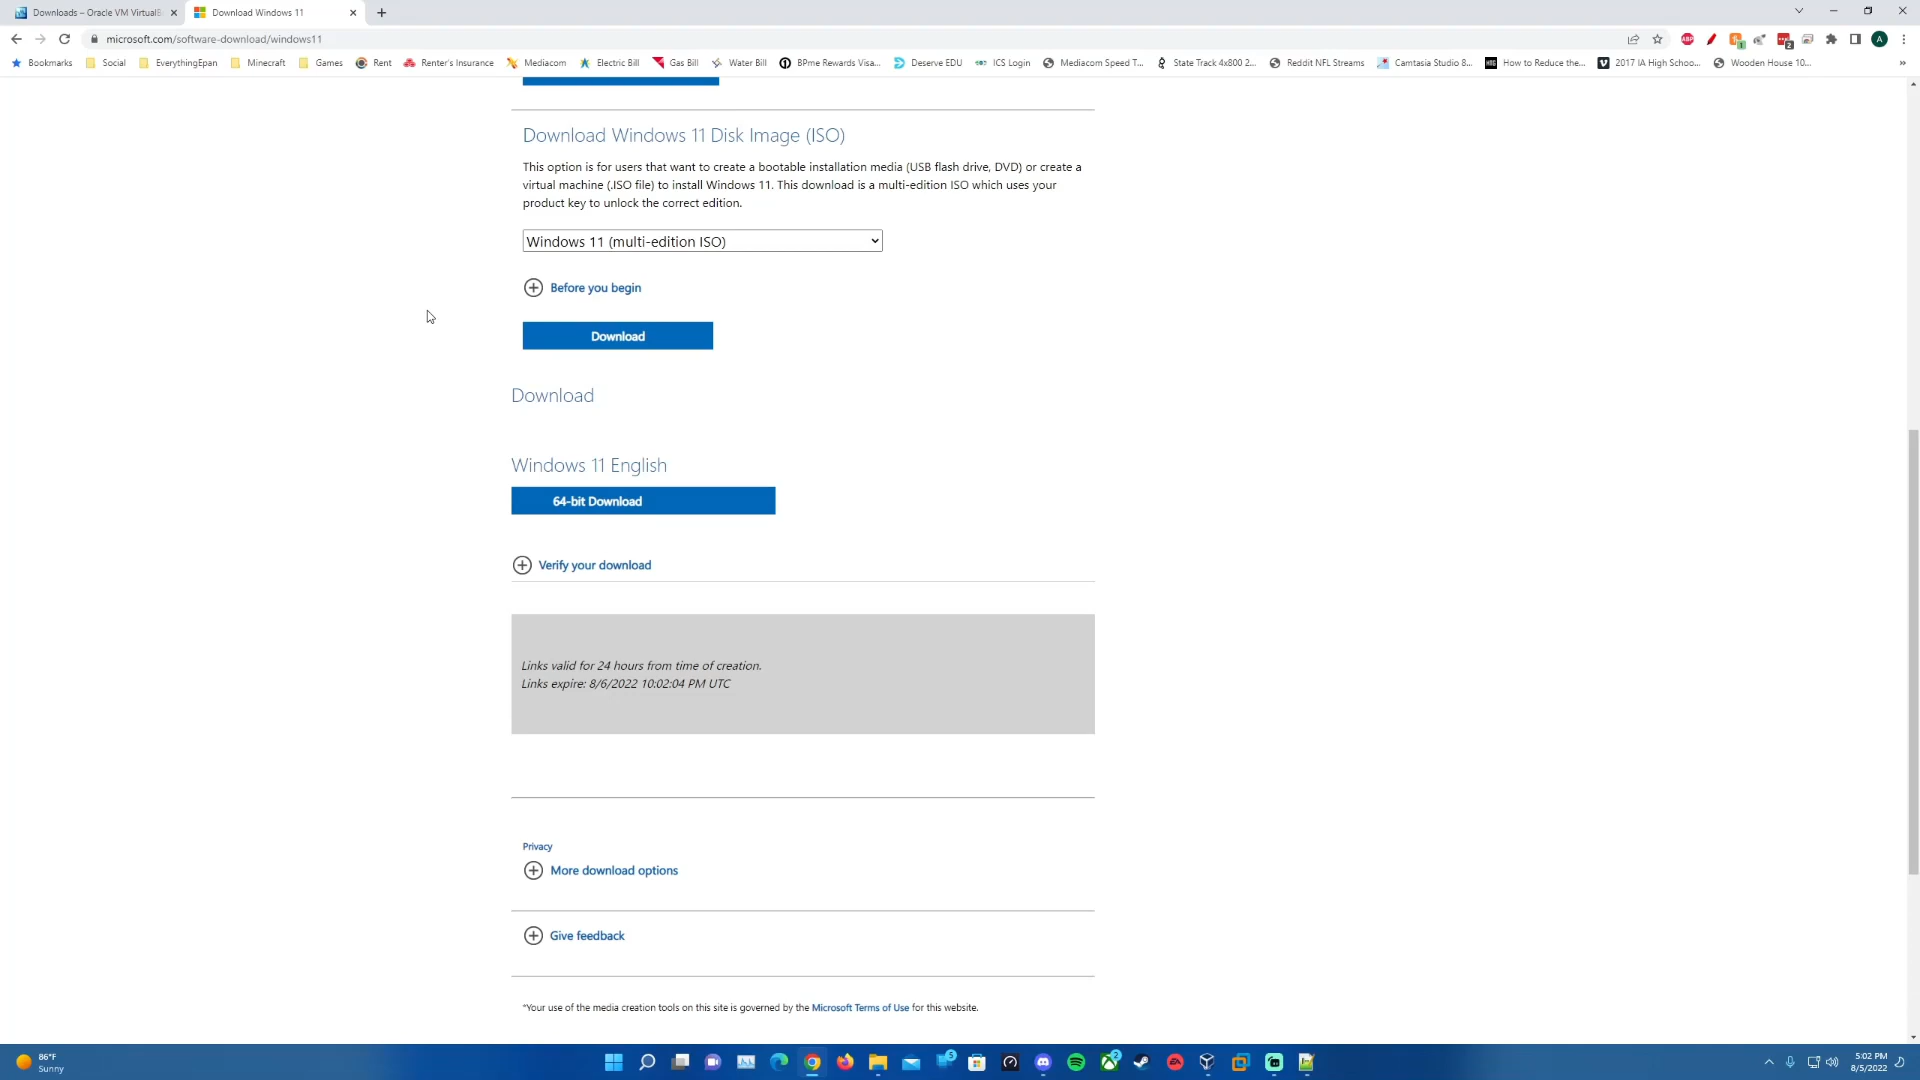 Downloads – Oracle VM VirtualB
Download Windows 11
microsoft.com/software-download/windows11
Bookmarks
Social
EverythingEpan
Minecraft
Games
Rent
Renter's Insurance
Mediacom
Electric Bill
Gas Bill
Water Bill
BPme Rewards Visa...
Deserve EDU
ICS Login
Mediacom Speed T...
State Track 4x800 2...
Reddit NFL Streams
Camtasia Studio 8...
How to Reduce the...
2017 IA High Schoo...
Wooden House 10...
Download Windows 11 Disk Image (ISO)
This option is for users that want to create a bootable installation media (USB flash drive, DVD) or create a
virtual machine (.ISO file) to install Windows 11. This download is a multi-edition ISO which uses your
product key to unlock the correct edition.
Windows 11 (multi-edition ISO)
Before you begin
Download
Download
Windows 11 English
64-bit Download
Verify your download
Links valid for 24 hours from time of creation.
Links expire: 8/6/2022 10:02:04 PM UTC
Privacy
More download options
Give feedback
*Your use of the media creation tools on this site is governed by the Microsoft Terms of Use for this website.
86°F
Sunny
5:02 PM
8/5/2022